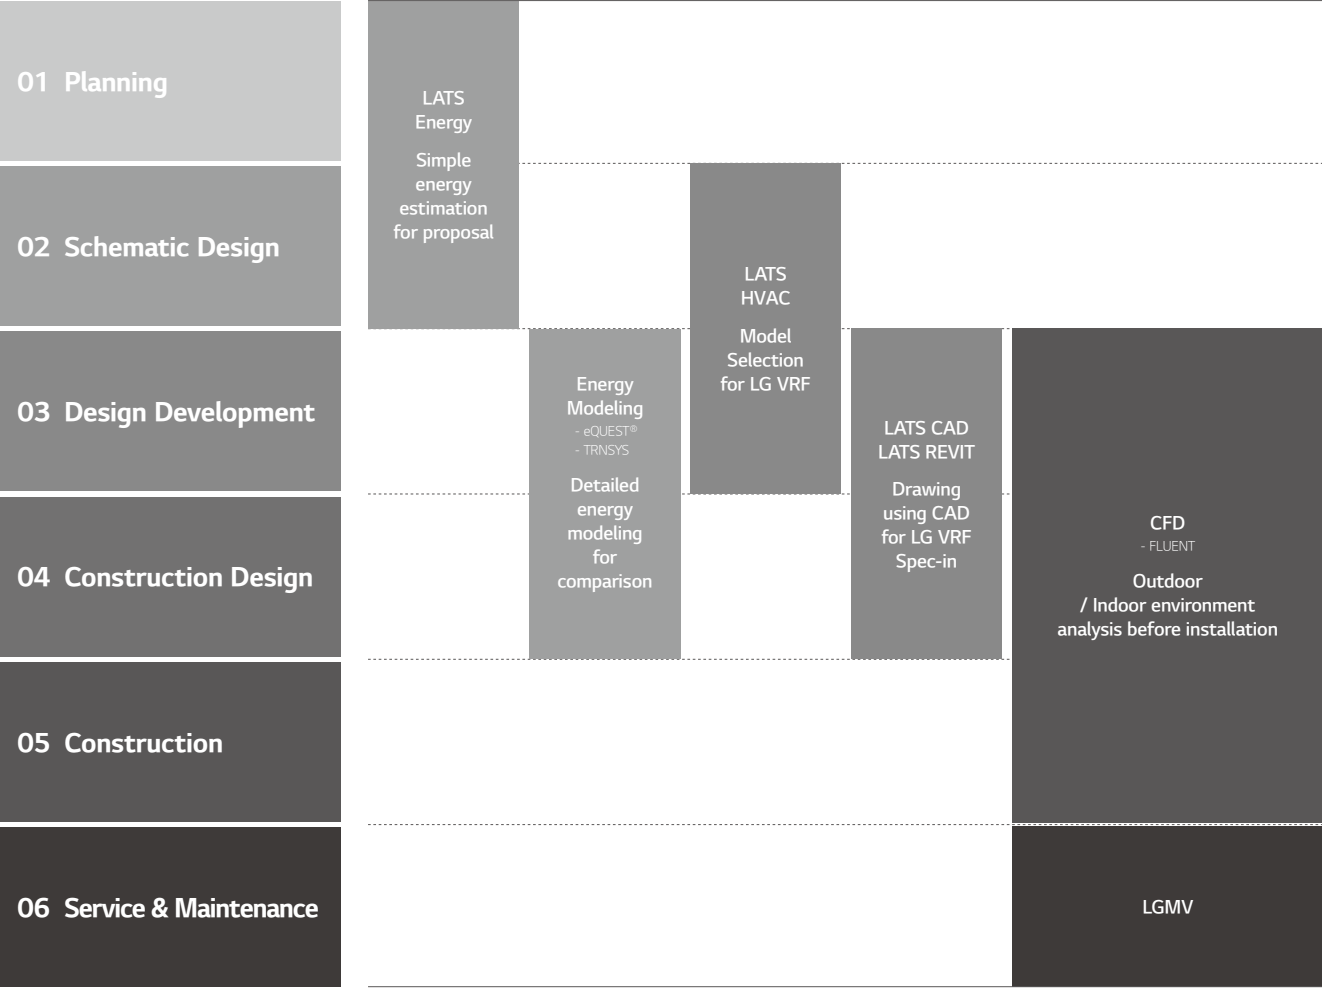 01 Planning
02 Schematic Design
03 Design Development
04 Construction Design
05 Construction
06 Service & Maintenance
LATS
Energy
Simple
energy
estimation
for proposal
Energy
Modeling
- eQUEST®
- TRNSYS
Detailed
energy
modeling
for
comparison
LATS
HVAC
Model
Selection
for LG VRF
LATS CAD
LATS REVIT
Drawing
using CAD
for LG VRF
Spec-in
CFD
- FLUENT
Outdoor
/ Indoor environment
analysis before installation
LGMV